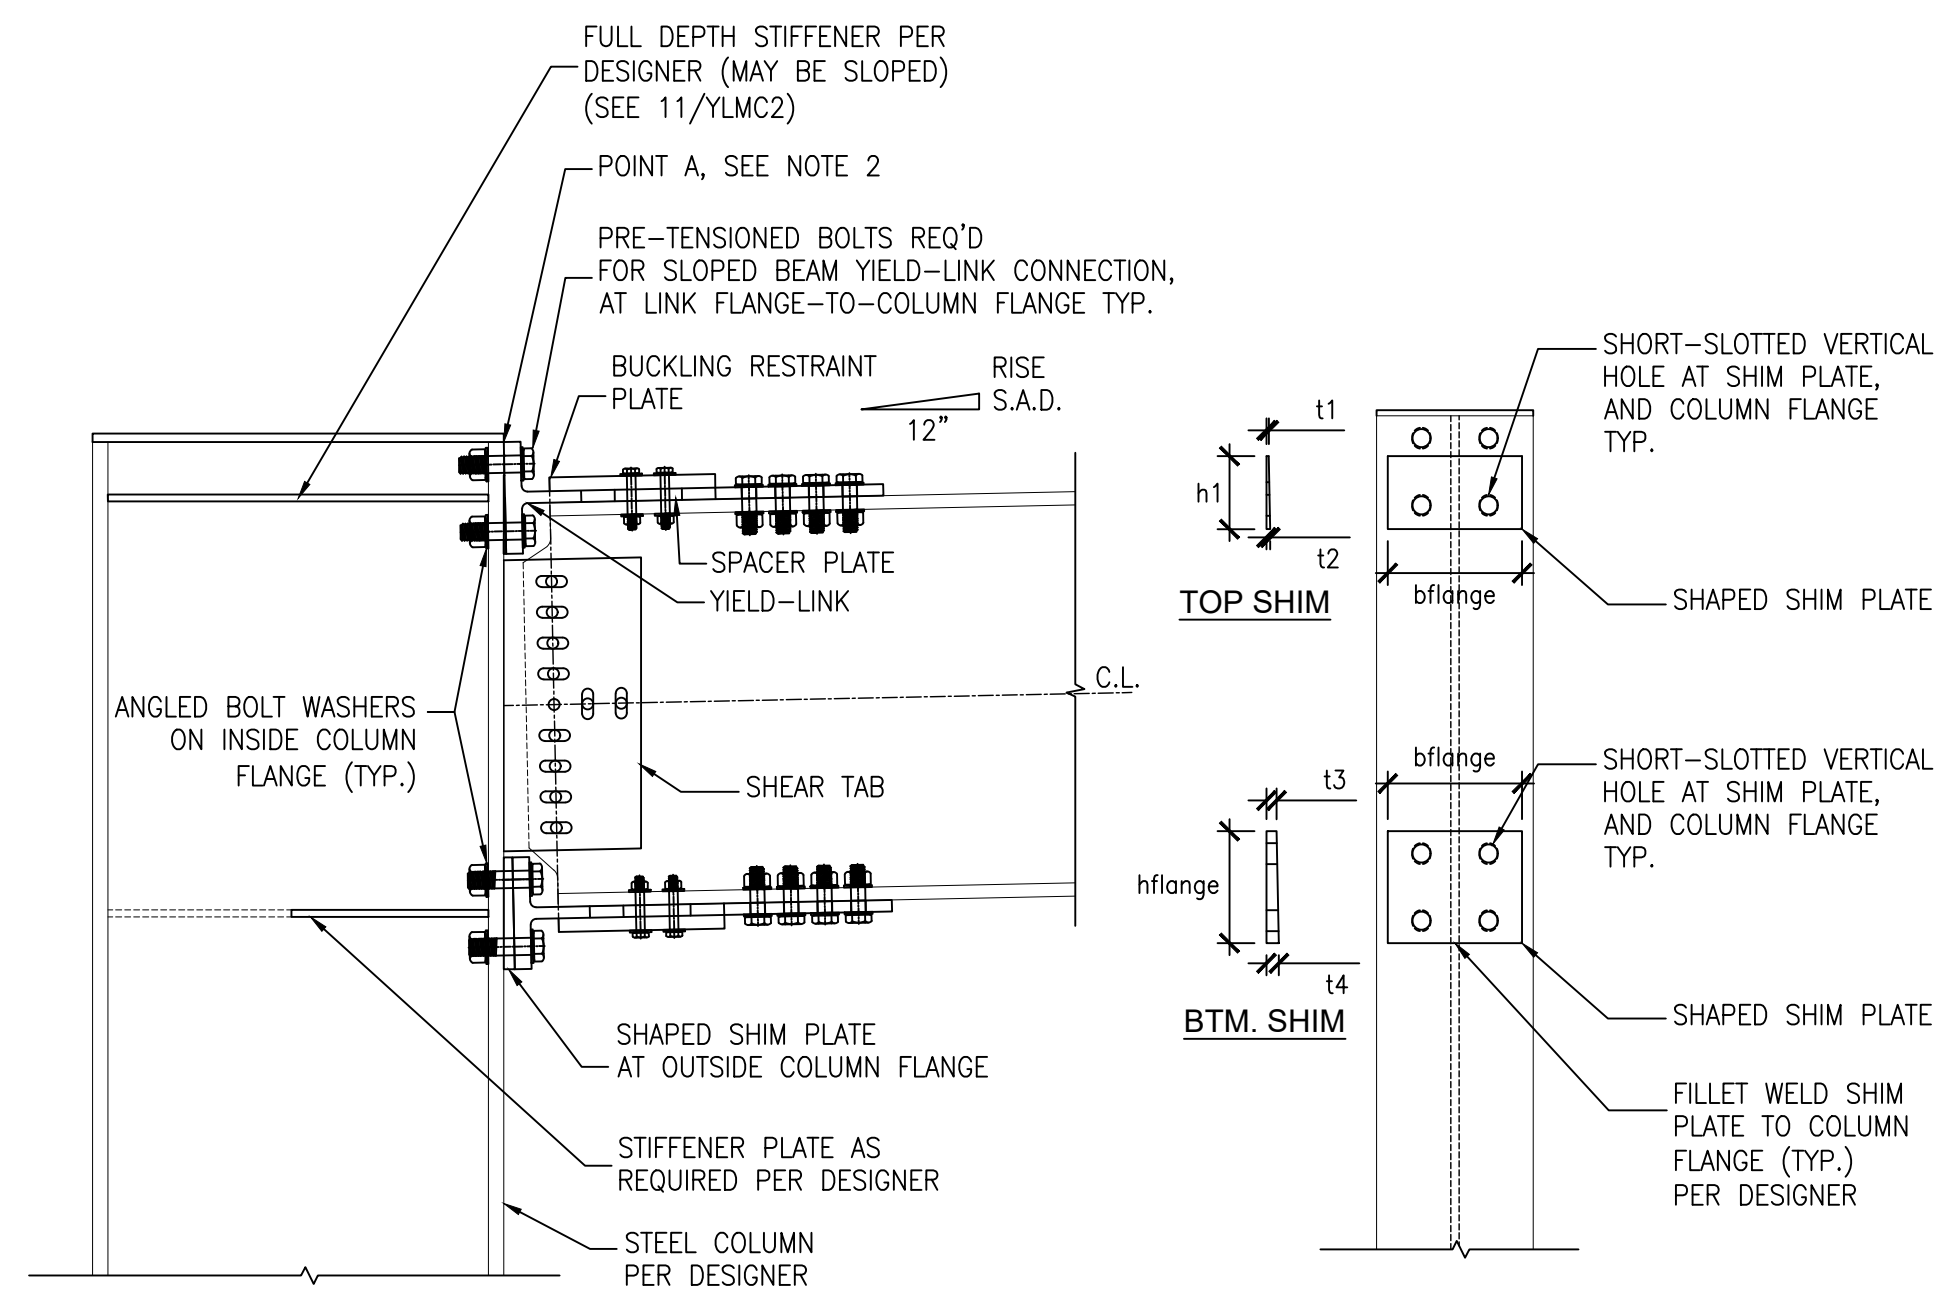 FULL DEPTH STIFFENER PER
DESIGNER (MAY BE SLOPED)
(SEE 11/YLMC2)
POINT A, SEE NOTE 2
PRE-TENSIONED BOLTS REQ'D
FOR SLOPED BEAM YIELD-LINK CONNECTION,
AT LINK FLANGE-TO-COLUMN FLANGE TYP.
BUCKLING RESTRAINT
PLATE
RISE
S.A.D.
12"
SPACER PLATE
YIELD-LINK
C.L.
ANGLED BOLT WASHERS
ON INSIDE COLUMN
FLANGE (TYP.)
SHEAR TAB
SHAPED SHIM PLATE
AT OUTSIDE COLUMN FLANGE
STIFFENER PLATE AS
REQUIRED PER DESIGNER
STEEL COLUMN
PER DESIGNER
t1
h1
t2
TOP SHIM
bflange
SHORT-SLOTTED VERTICAL
HOLE AT SHIM PLATE,
AND COLUMN FLANGE
TYP.
SHAPED SHIM PLATE
bflange
t3
hflange
t4
BTM. SHIM
SHORT-SLOTTED VERTICAL
HOLE AT SHIM PLATE,
AND COLUMN FLANGE
TYP.
SHAPED SHIM PLATE
FILLET WELD SHIM
PLATE TO COLUMN
FLANGE (TYP.)
PER DESIGNER